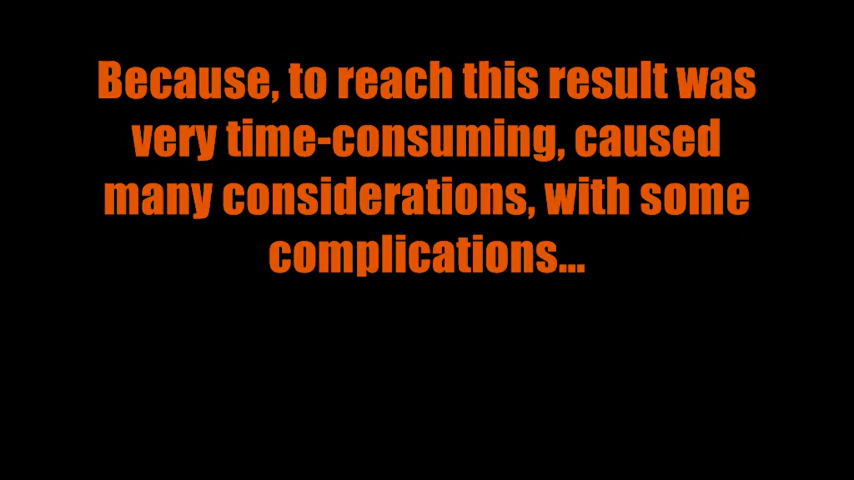 Because, to reach this result was
very time-consuming, caused
many considerations, with some
complications...